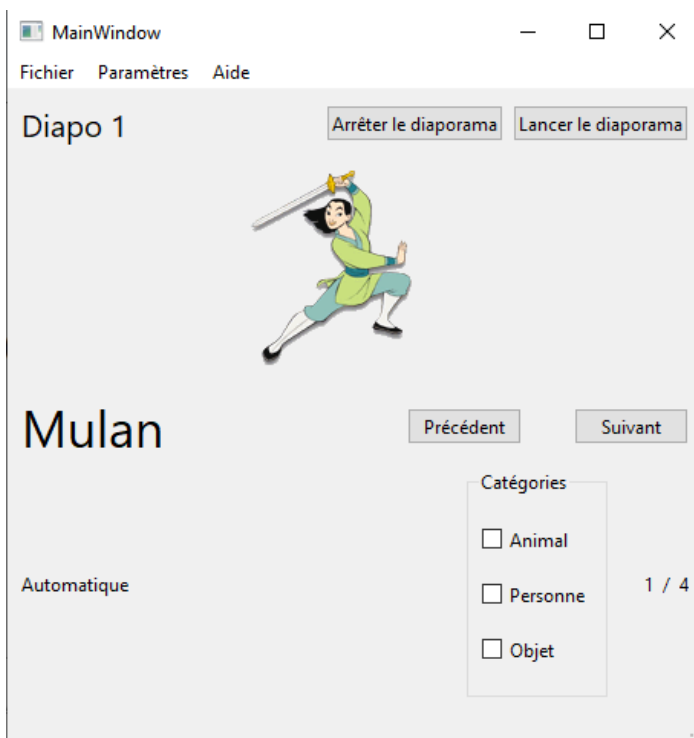 MainWindow
Fichier Paramètres Aide
Diapo 1 Arrêter le diaporama Lancer le diaporama
Mulan Précédent Suivant
Catégories
Animal
Automatique Personne 1 / 4
Objet